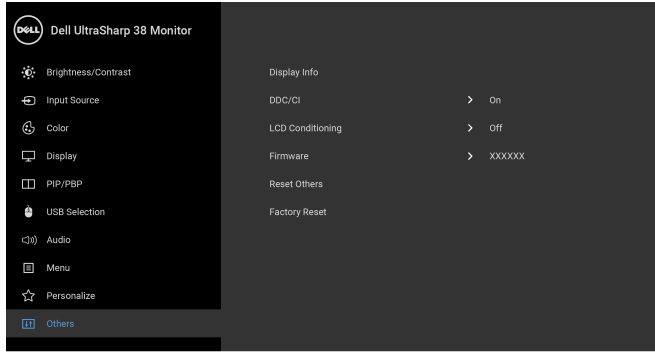 DELL Dell UltraSharp 38 Monitor
Brightness/Contrast Display Info
Input Source DDC/CI > On
Color LCD Conditioning > Off
Display Firmware > XXXXXX
PIP/PBP Reset Others
USB Selection Factory Reset
Audio
Menu
Personalize
Others